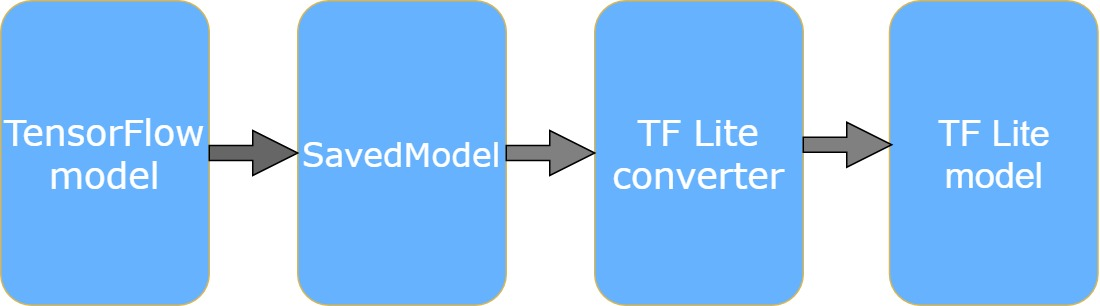 TensorFlow
model
SavedModel
TF Lite
converter
TF Lite
model